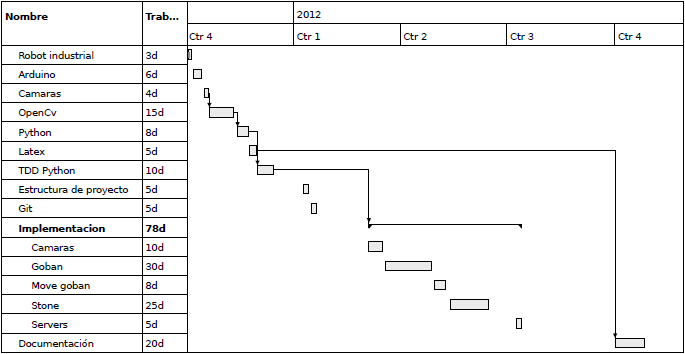 Nombre Trab... 2012
Ctr 4 Ctr 1 Ctr 2 Ctr 3 Ctr 4
Robot industrial 3d
Arduino 6d
Camaras 4d
OpenCv 15d
Python 8d
Latex 5d
TDD Python 10d
Estructura de proyecto 5d
Git 5d
Implementacion 78d
Camaras 10d
Goban 30d
Move goban 8d
Stone 25d
Servers 5d
Documentación 20d